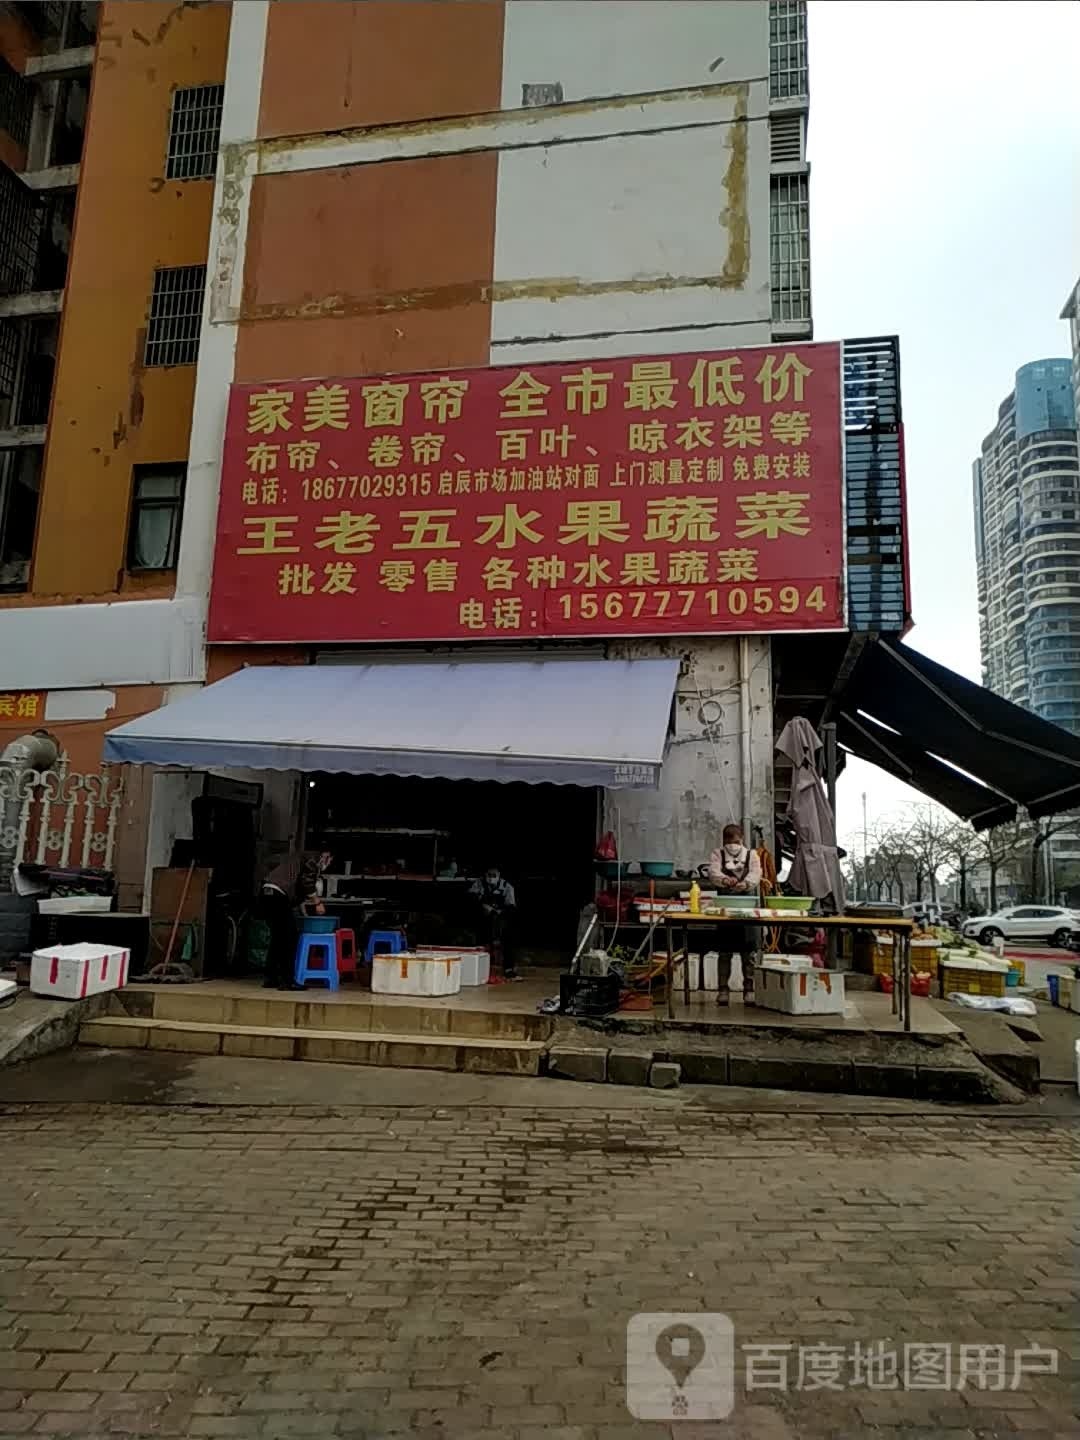 家美窗帘 全市最低价
布帘、卷帘、百叶、晾衣架等
电话：18677029315 启辰市场加油站对面 上门测量定制 免费安装
王老五水果蔬菜
批发 零售 各种水果蔬菜
电话：15677710594
宾馆
百度地图用户